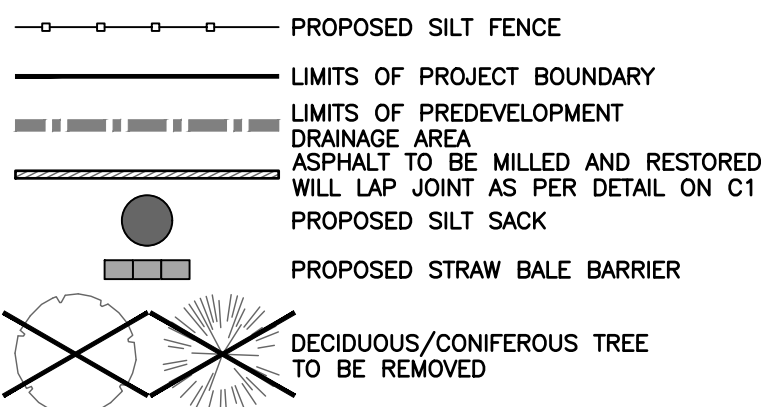 PROPOSED SILT FENCE
LIMITS OF PROJECT BOUNDARY
LIMITS OF PREDEVELOPMENT
DRAINAGE AREA
ASPHALT TO BE MILLED AND RESTORED
WILL LAP JOINT AS PER DETAIL ON C1
PROPOSED SILT SACK
PROPOSED STRAW BALE BARRIER
DECIDUOUS/CONIFEROUS TREE
TO BE REMOVED